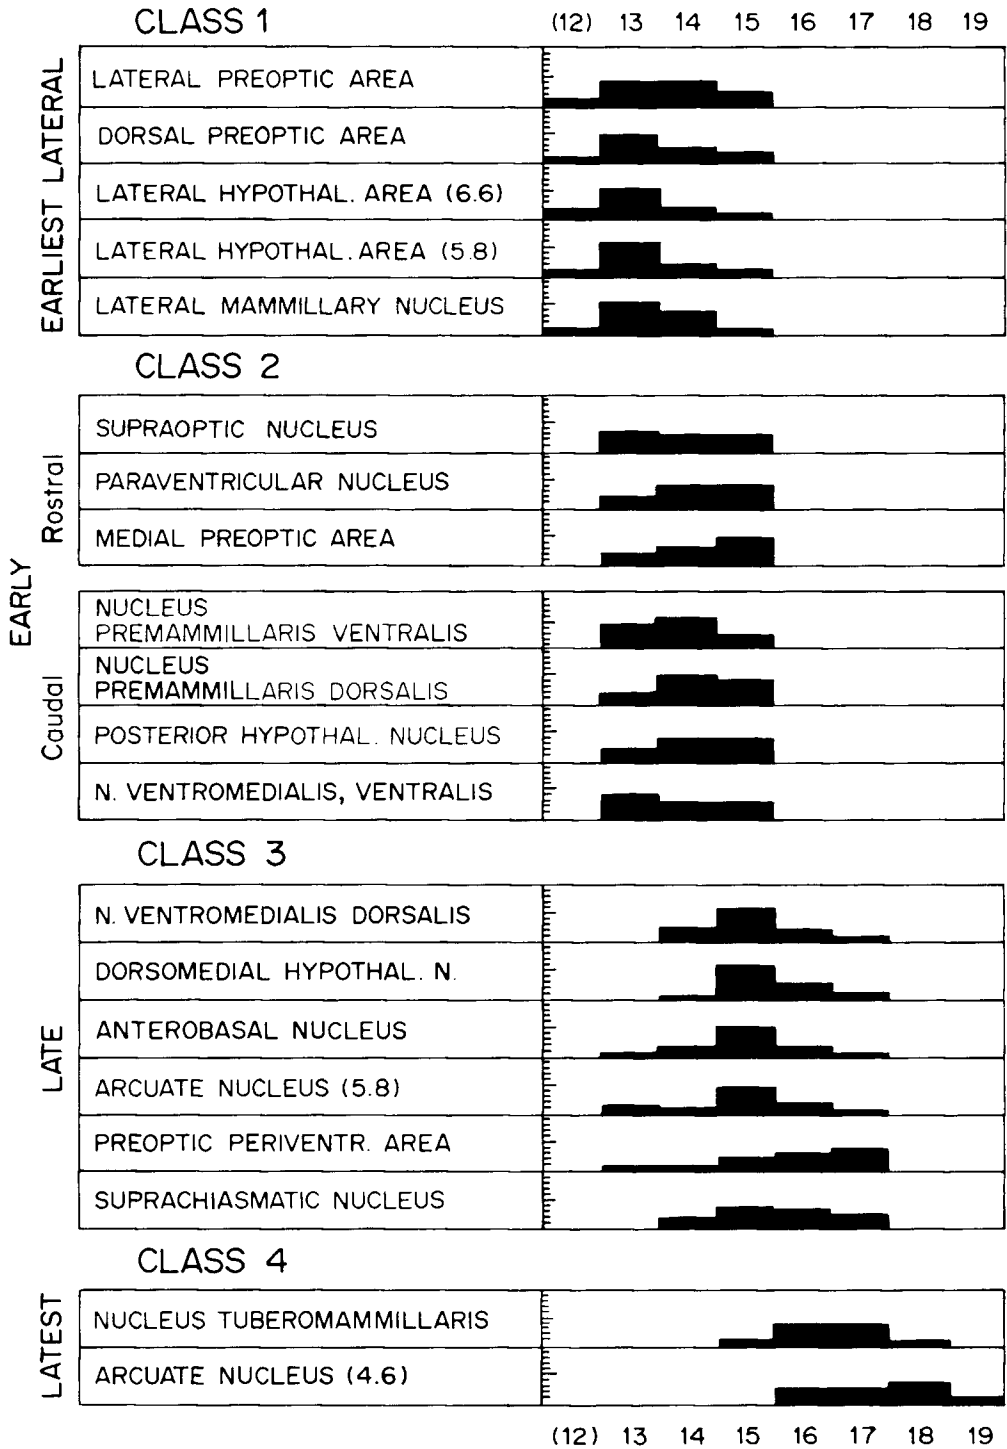 CLASS 1
(12) 13 14 15 16 17 18 19
EARLIEST LATERAL
LATERAL PREOPTIC AREA
DORSAL PREOPTIC AREA
LATERAL HYPOTHAL. AREA (6.6)
LATERAL HYPOTHAL. AREA (5.8)
LATERAL MAMMILLARY NUCLEUS
CLASS 2
EARLY
Rostral
SUPRAOPTIC NUCLEUS
PARAVENTRICULAR NUCLEUS
MEDIAL PREOPTIC AREA
Caudal
NUCLEUS
PREMAMMILLARIS VENTRALIS
NUCLEUS
PREMAMMILLARIS DORSALIS
POSTERIOR HYPOTHAL. NUCLEUS
N. VENTROMEDIALIS, VENTRALIS
CLASS 3
LATE
N. VENTROMEDIALIS DORSALIS
DORSOMEDIAL HYPOTHAL. N.
ANTEROBASAL NUCLEUS
ARCUATE NUCLEUS (5.8)
PREOPTIC PERIVENTR. AREA
SUPRACHIASMATIC NUCLEUS
CLASS 4
LATEST
NUCLEUS TUBEROMAMMILLARIS
ARCUATE NUCLEUS (4.6)
(12) 13 14 15 16 17 18 19